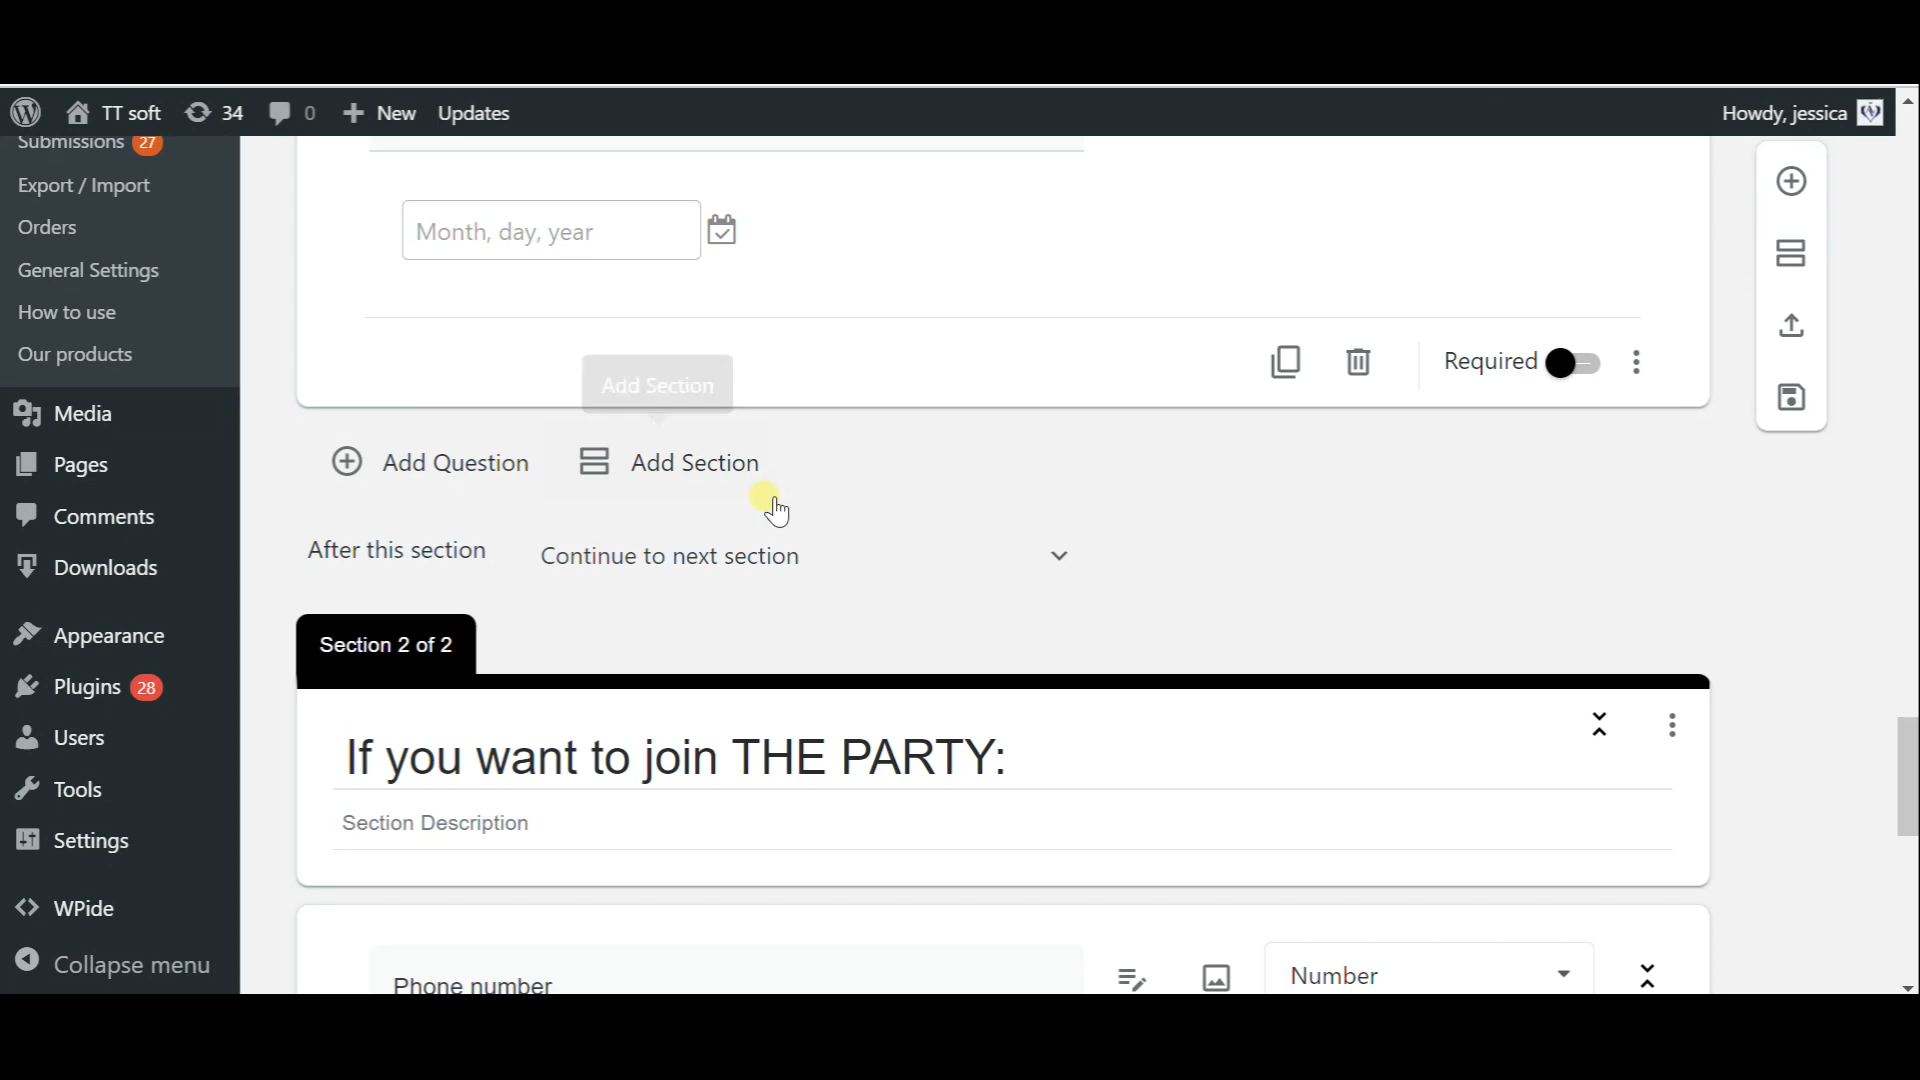 TT soft 34 0 New Updates Howdy, jessica
Submissions 27
Export / Import
Orders
General Settings
How to use
Our products
Media
Pages
Comments
Downloads
Appearance
Plugins 28
Users
Tools
Settings
WPide
Collapse menu
Month, day, year
Required
Add Section
Add Question Add Section
After this section Continue to next section
Section 2 of 2
If you want to join THE PARTY:
Section Description
Phone number Number